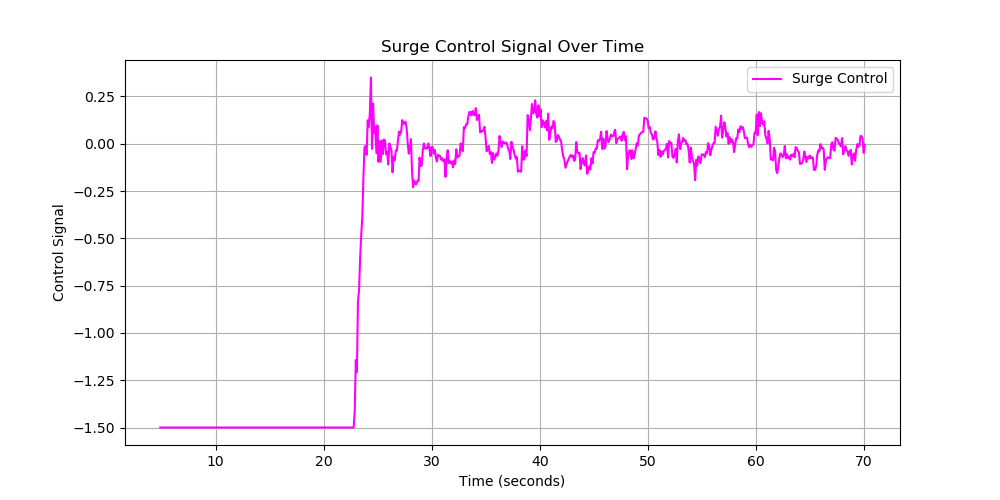 Surge Control Signal Over Time
Surge Control
0.25
0.00
−0.25
−0.50
−0.75
−1.00
−1.25
−1.50
Control Signal
10 20 30 40 50 60 70
Time (seconds)